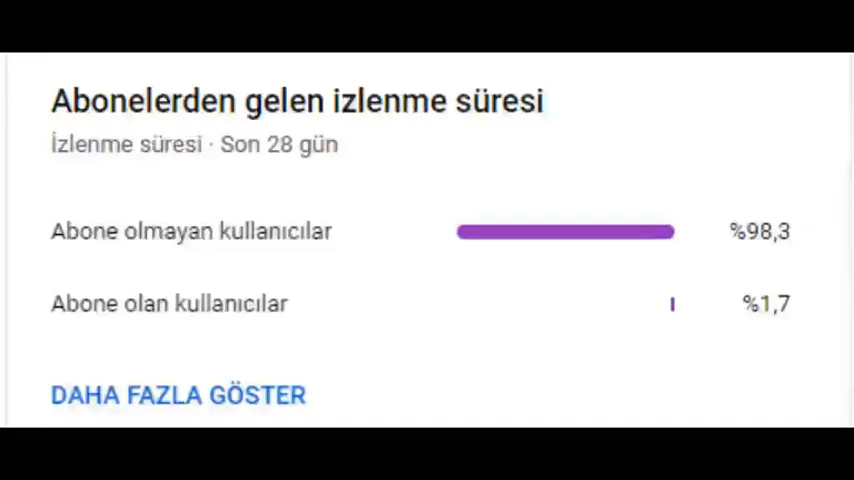 Abonelerden gelen izlenme süresi
İzlenme süresi · Son 28 gün
Abone olmayan kullanıcılar %98,3
Abone olan kullanıcılar %1,7
DAHA FAZLA GÖSTER